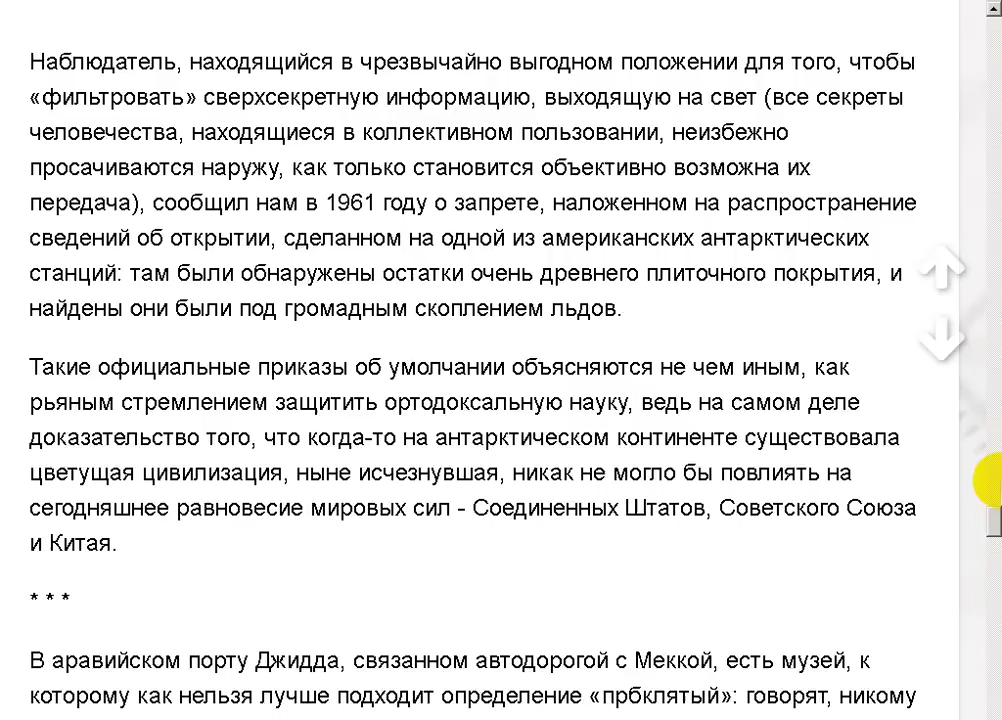 Наблюдатель, находящийся в чрезвычайно выгодном положении для того, чтобы
«фильтровать» сверхсекретную информацию, выходящую на свет (все секреты
человечества, находящиеся в коллективном пользовании, неизбежно
просачиваются наружу, как только становится объективно возможна их
передача), сообщил нам в 1961 году о запрете, наложенном на распространение
сведений об открытии, сделанном на одной из американских антарктических
станций: там были обнаружены остатки очень древнего плиточного покрытия, и
найдены они были под громадным скоплением льдов.
Такие официальные приказы об умолчании объясняются не чем иным, как
рьяным стремлением защитить ортодоксальную науку, ведь на самом деле
доказательство того, что когда-то на антарктическом континенте существовала
цветущая цивилизация, ныне исчезнувшая, никак не могло бы повлиять на
сегодняшнее равновесие мировых сил - Соединенных Штатов, Советского Союза
и Китая.
* * *
В аравийском порту Джидда, связанном автодорогой с Меккой, есть музей, к
которому как нельзя лучше подходит определение «прбклятый»: говорят, никому